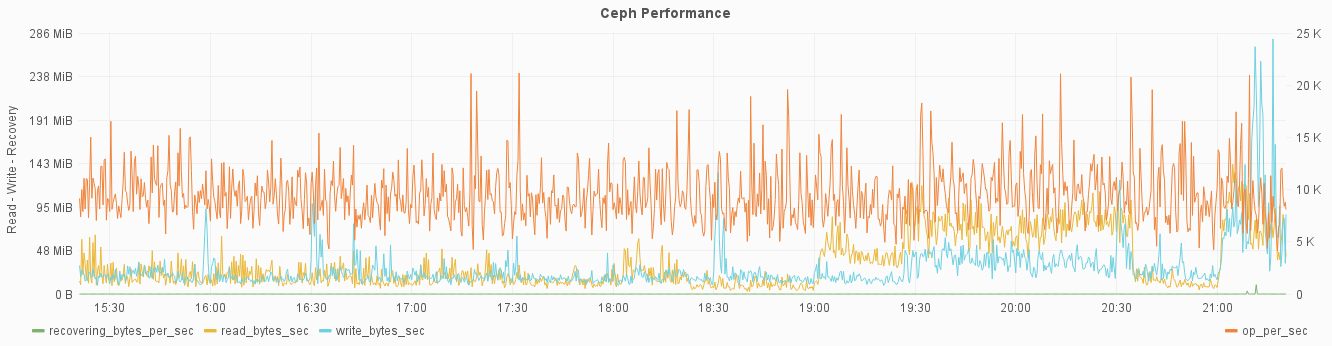 Ceph Performance
Read - Write - Recovery
286 MiB
238 MiB
191 MiB
143 MiB
95 MiB
48 MiB
0 B
25 K
20 K
15 K
10 K
5 K
0
15:30 16:00 16:30 17:00 17:30 18:00 18:30 19:00 19:30 20:00 20:30 21:00
recovering_bytes_per_sec read_bytes_sec write_bytes_sec op_per_sec